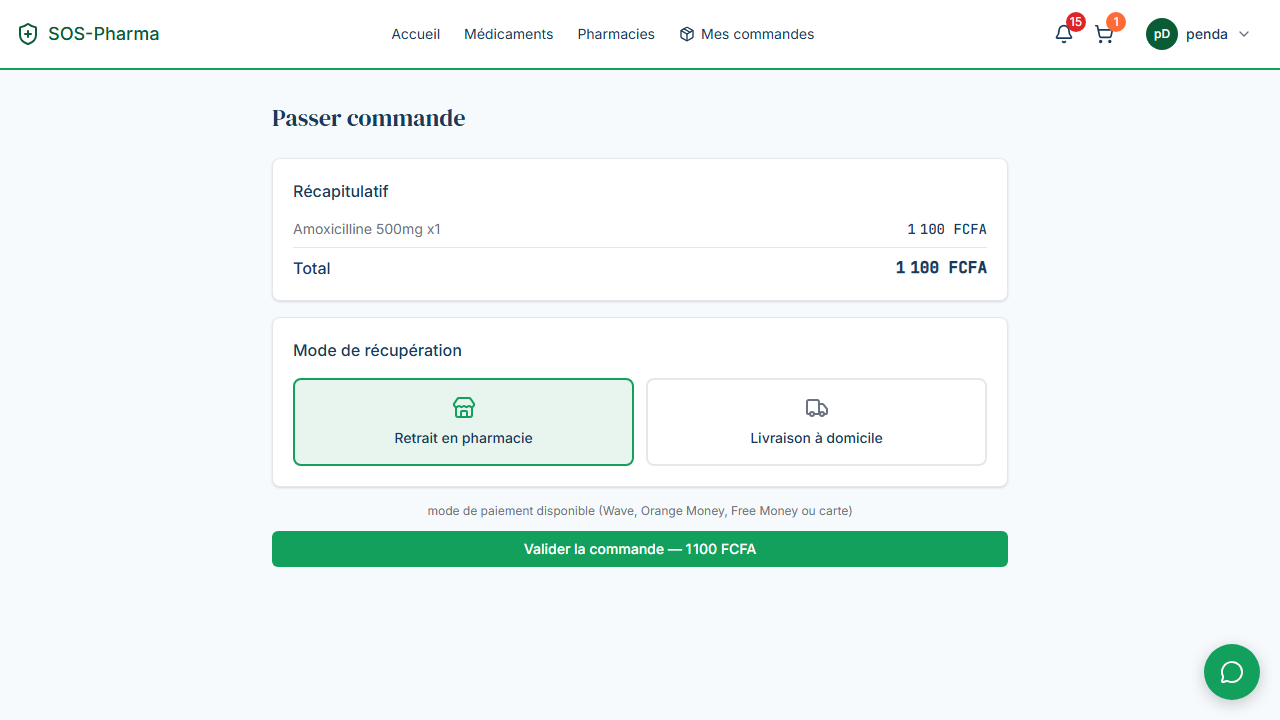 SOS-Pharma
Accueil Médicaments Pharmacies Mes commandes
15
1
pD penda
Passer commande
Récapitulatif
Amoxicilline 500mg x1 1 100 FCFA
Total 1 100 FCFA
Mode de récupération
Retrait en pharmacie Livraison à domicile
mode de paiement disponible (Wave, Orange Money, Free Money ou carte)
Valider la commande — 1 100 FCFA